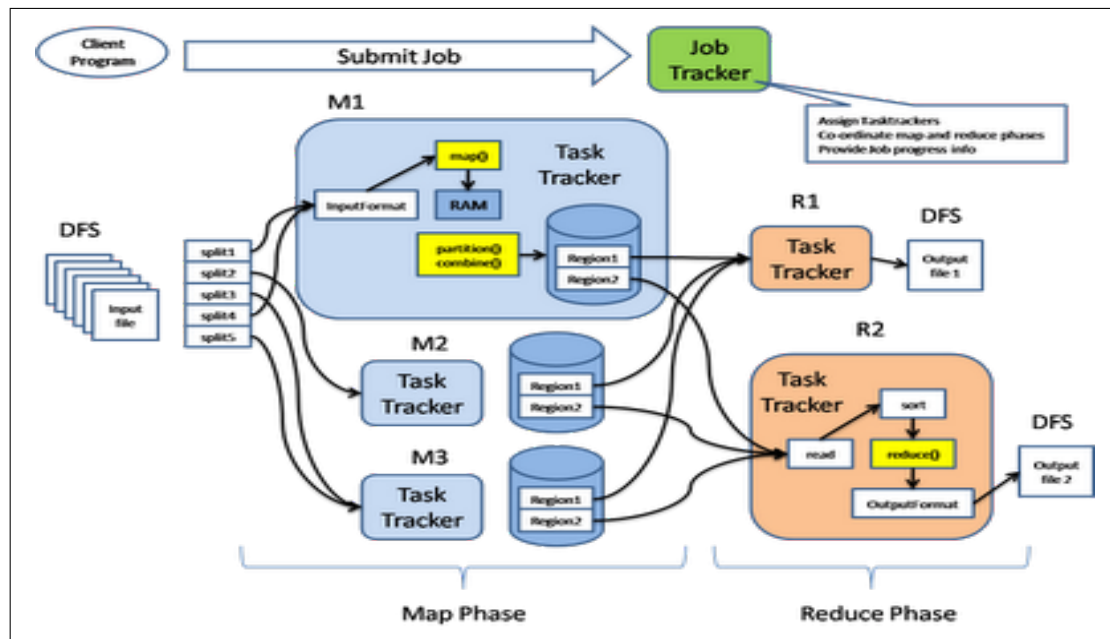 Client
Program
Submit Job
Job
Tracker
Assign Tasktrackers
Co-ordinate map and reduce phases
Provide Job progress info
M1
Task
Tracker
map()
InputFormat
RAM
partition()
combine()
Region1
Region2
DFS
Input
file
split1
split2
split3
split4
split5
M2
Task
Tracker
Region1
Region2
M3
Task
Tracker
Region1
Region2
R1
Task
Tracker
DFS
Output
file 1
R2
Task
Tracker
sort
read
reduce()
OutputFormat
DFS
Output
file 2
Map Phase
Reduce Phase